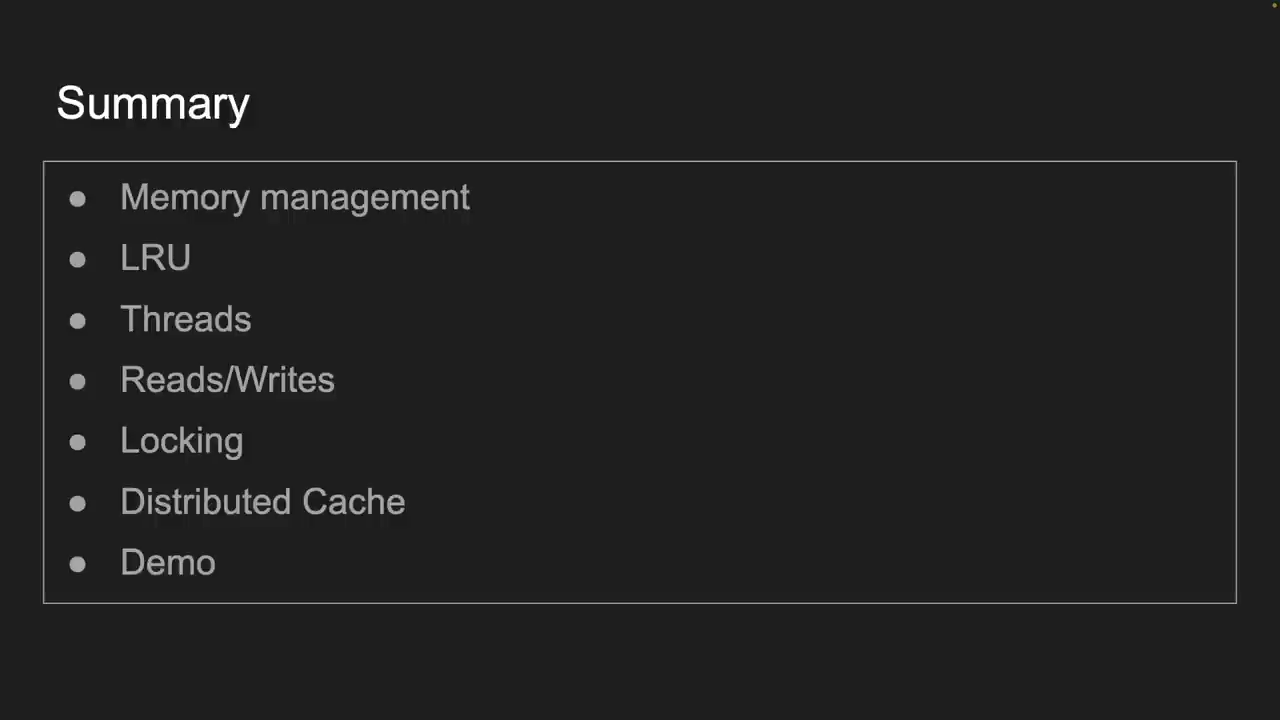 Summary
● Memory management
● LRU
● Threads
● Reads/Writes
● Locking
● Distributed Cache
● Demo